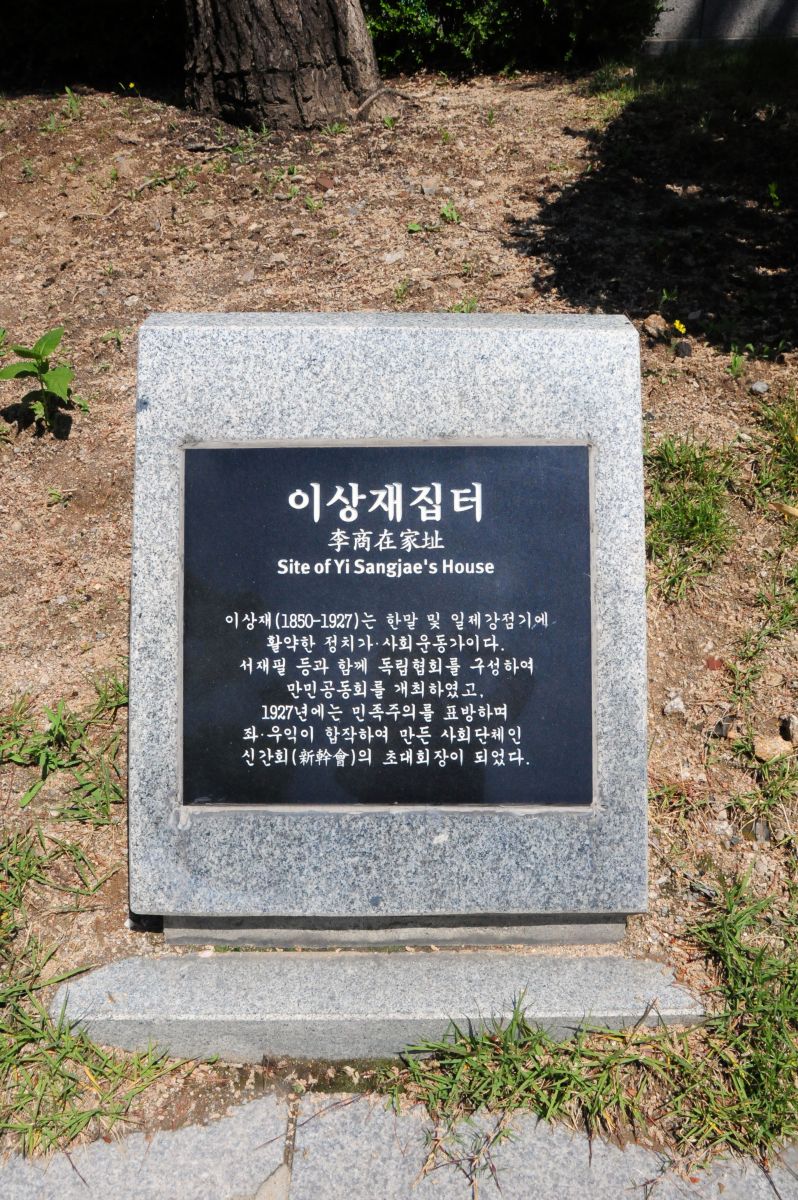 이상재집터
李商在家址
Site of Yi Sangjae's House
이상재(1850-1927)는 한말 및 일제강점기에
활약한 정치가·사회운동가이다.
서재필 등과 함께 독립협회를 구성하여
만민공동회를 개최하였고,
1927년에는 민족주의를 표방하며
좌·우익이 합작하여 만든 사회단체인
신간회(新幹會)의 초대회장이 되었다.